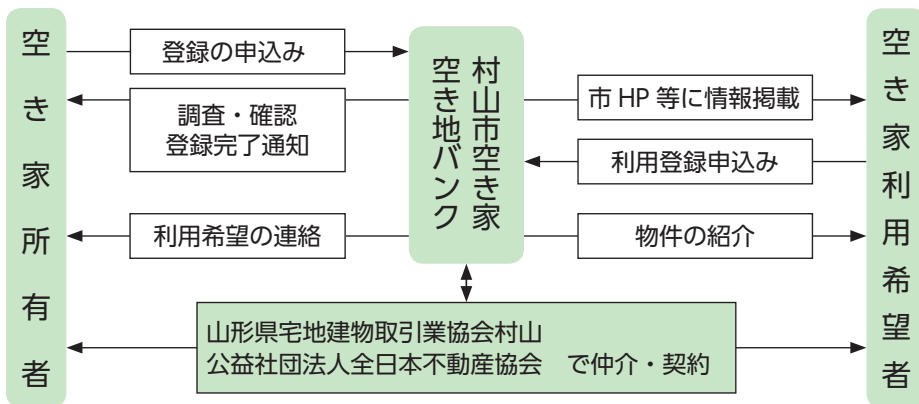 空き家所有者
登録の申込み
調査・確認
登録完了通知
利用希望の連絡
村山市空き家
空き地バンク
市 HP 等に情報掲載
利用登録申込み
物件の紹介
空き家利用希望者
山形県宅地建物取引業協会村山
公益社団法人全日本不動産協会　で仲介・契約